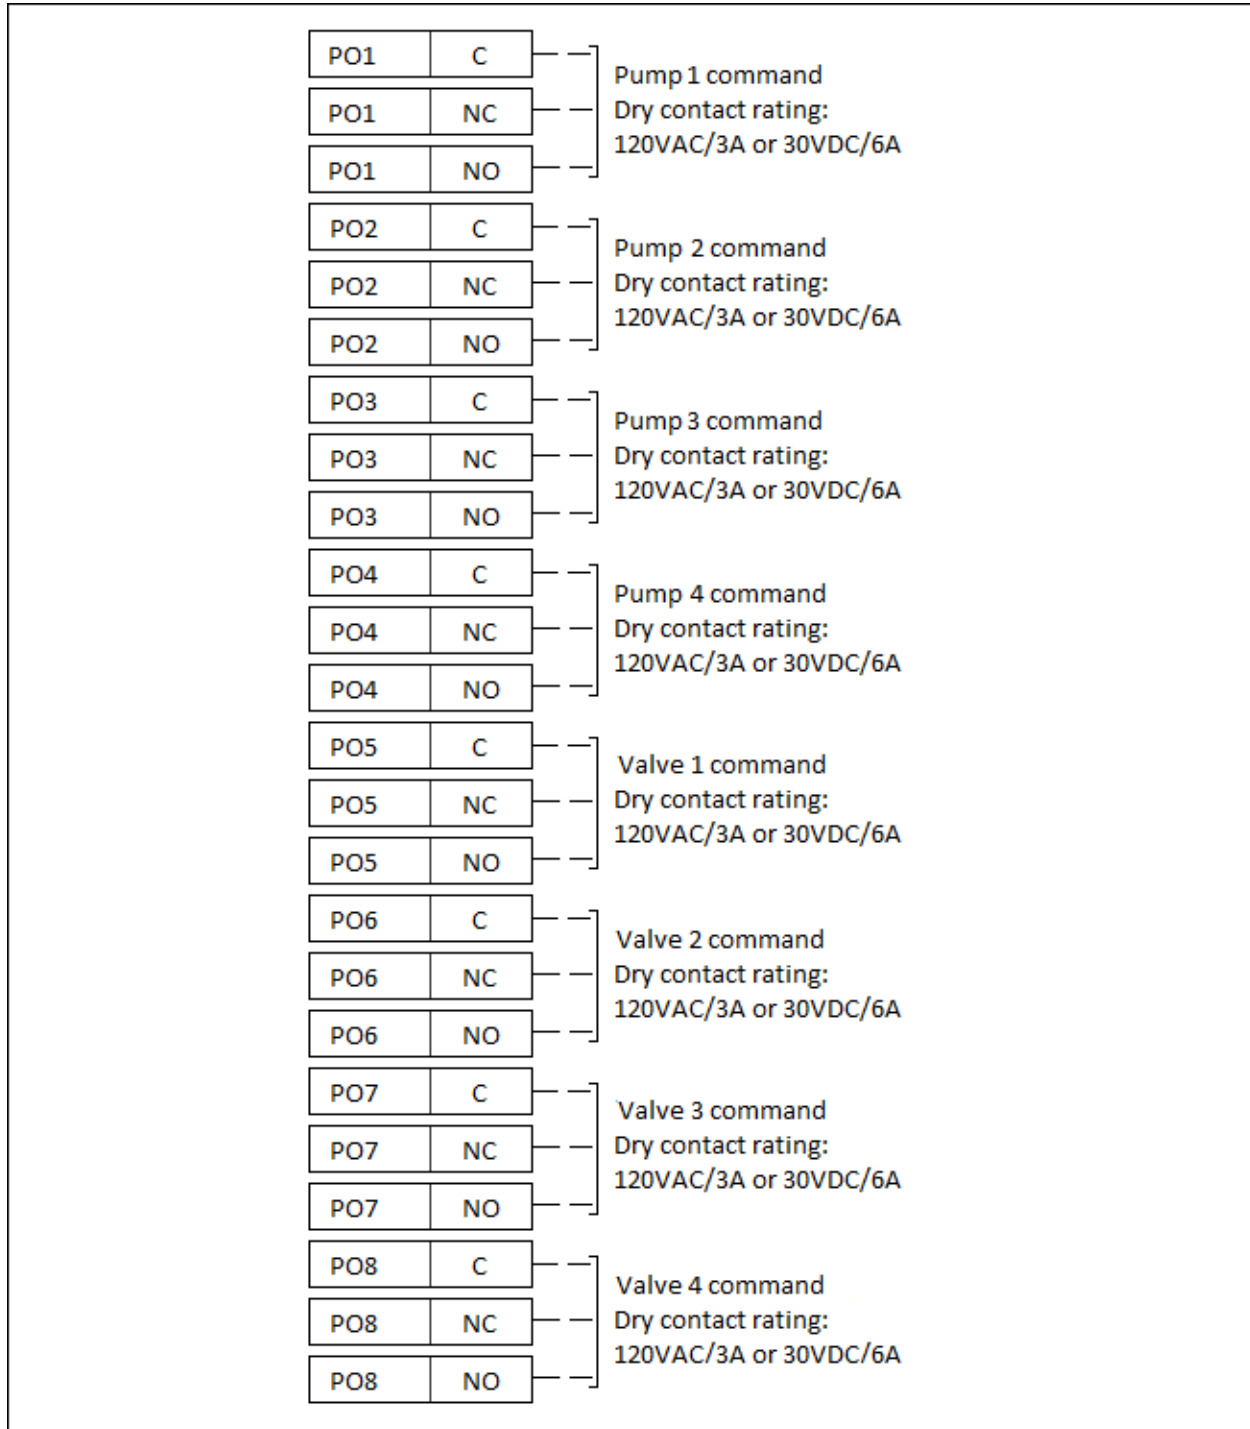 PO1 C
PO1 NC
PO1 NO
Pump 1 command
Dry contact rating:
120VAC/3A or 30VDC/6A
PO2 C
PO2 NC
PO2 NO
Pump 2 command
Dry contact rating:
120VAC/3A or 30VDC/6A
PO3 C
PO3 NC
PO3 NO
Pump 3 command
Dry contact rating:
120VAC/3A or 30VDC/6A
PO4 C
PO4 NC
PO4 NO
Pump 4 command
Dry contact rating:
120VAC/3A or 30VDC/6A
PO5 C
PO5 NC
PO5 NO
Valve 1 command
Dry contact rating:
120VAC/3A or 30VDC/6A
PO6 C
PO6 NC
PO6 NO
Valve 2 command
Dry contact rating:
120VAC/3A or 30VDC/6A
PO7 C
PO7 NC
PO7 NO
Valve 3 command
Dry contact rating:
120VAC/3A or 30VDC/6A
PO8 C
PO8 NC
PO8 NO
Valve 4 command
Dry contact rating:
120VAC/3A or 30VDC/6A